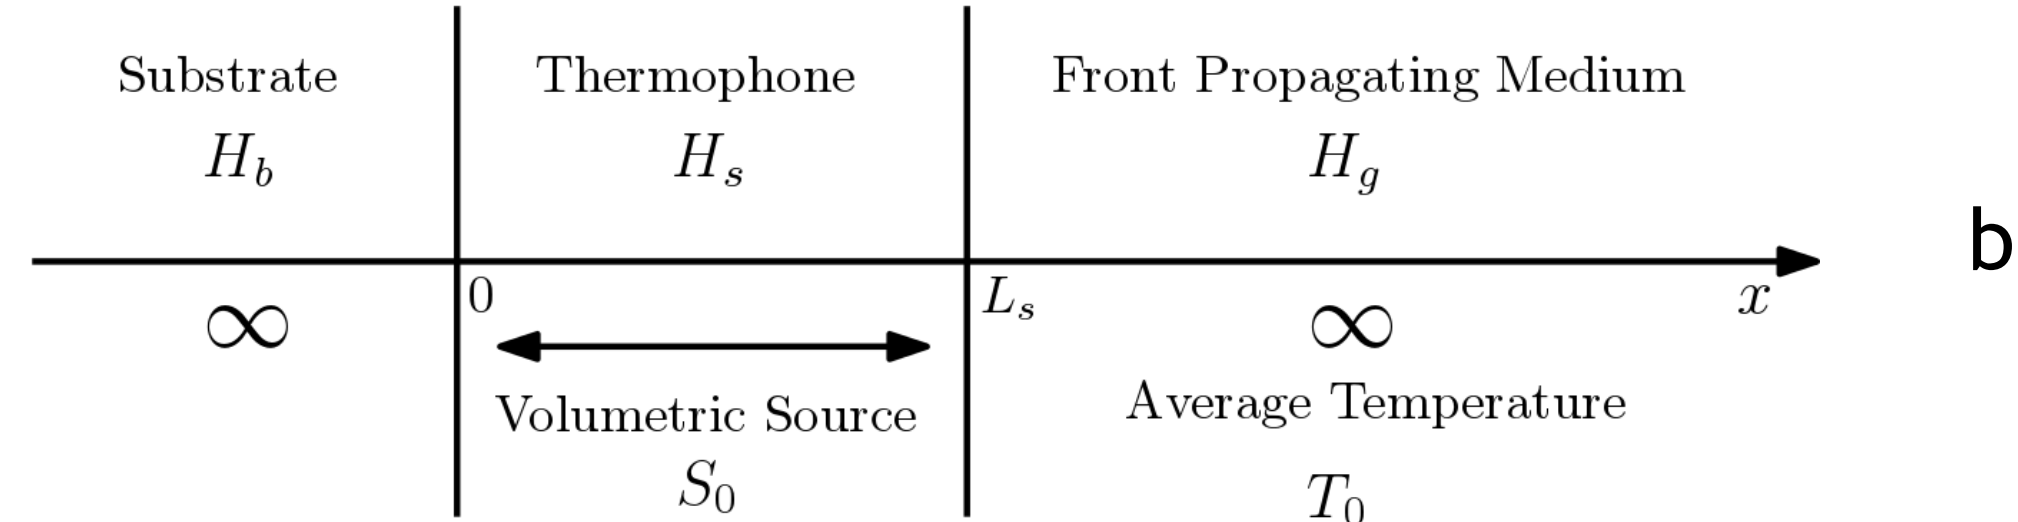 Substrate
H_b
∞
Thermophone
H_s
Front Propagating Medium
H_g
b
0
L_s
x
∞
Volumetric Source
S_0
Average Temperature
T_0